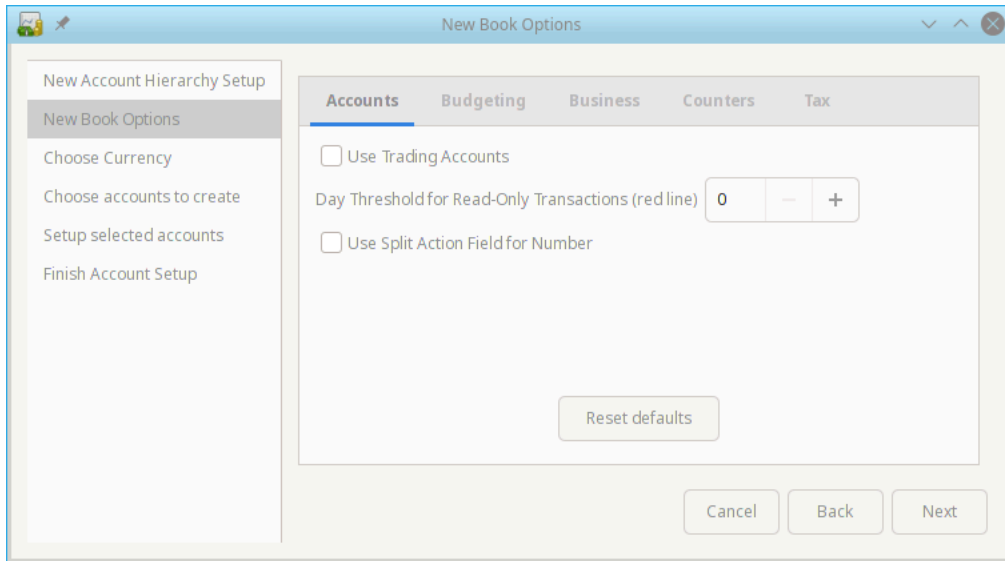 New Book Options
New Account Hierarchy Setup
New Book Options
Choose Currency
Choose accounts to create
Setup selected accounts
Finish Account Setup
Accounts Budgeting Business Counters Tax
Use Trading Accounts
Day Threshold for Read-Only Transactions (red line) 0 − +
Use Split Action Field for Number
Reset defaults
Cancel Back Next